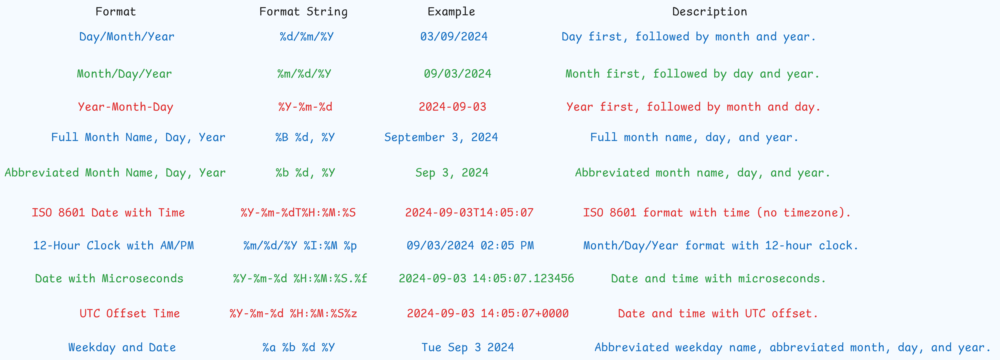 Format Format String Example Description
Day/Month/Year %d/%m/%Y 03/09/2024 Day first, followed by month and year.
Month/Day/Year %m/%d/%Y 09/03/2024 Month first, followed by day and year.
Year-Month-Day %Y-%m-%d 2024-09-03 Year first, followed by month and day.
Full Month Name, Day, Year %B %d, %Y September 3, 2024 Full month name, day, and year.
Abbreviated Month Name, Day, Year %b %d, %Y Sep 3, 2024 Abbreviated month name, day, and year.
ISO 8601 Date with Time %Y-%m-%dT%H:%M:%S 2024-09-03T14:05:07 ISO 8601 format with time (no timezone).
12-Hour Clock with AM/PM %m/%d/%Y %I:%M %p 09/03/2024 02:05 PM Month/Day/Year format with 12-hour clock.
Date with Microseconds %Y-%m-%d %H:%M:%S.%f 2024-09-03 14:05:07.123456 Date and time with microseconds.
UTC Offset Time %Y-%m-%d %H:%M:%S%z 2024-09-03 14:05:07+0000 Date and time with UTC offset.
Weekday and Date %a %b %d %Y Tue Sep 3 2024 Abbreviated weekday name, abbreviated month, day, and year.